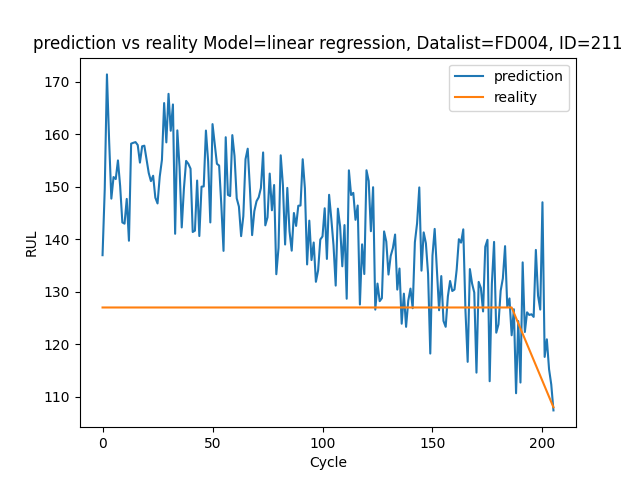 prediction vs reality Model=linear regression, Datalist=FD004, ID=211
prediction
reality
170
160
150
140
130
120
110
RUL
0
50
100
150
200
Cycle